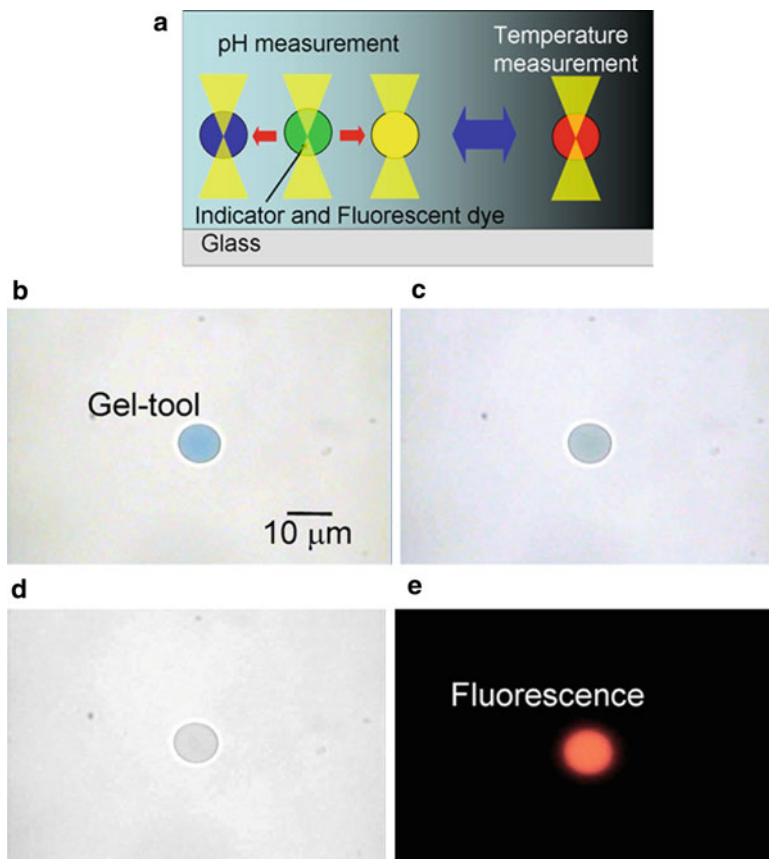 a
pH measurement
Temperature
measurement
Indicator and Fluorescent dye
Glass
b
c
Gel-tool
10 μm
d
e
Fluorescence